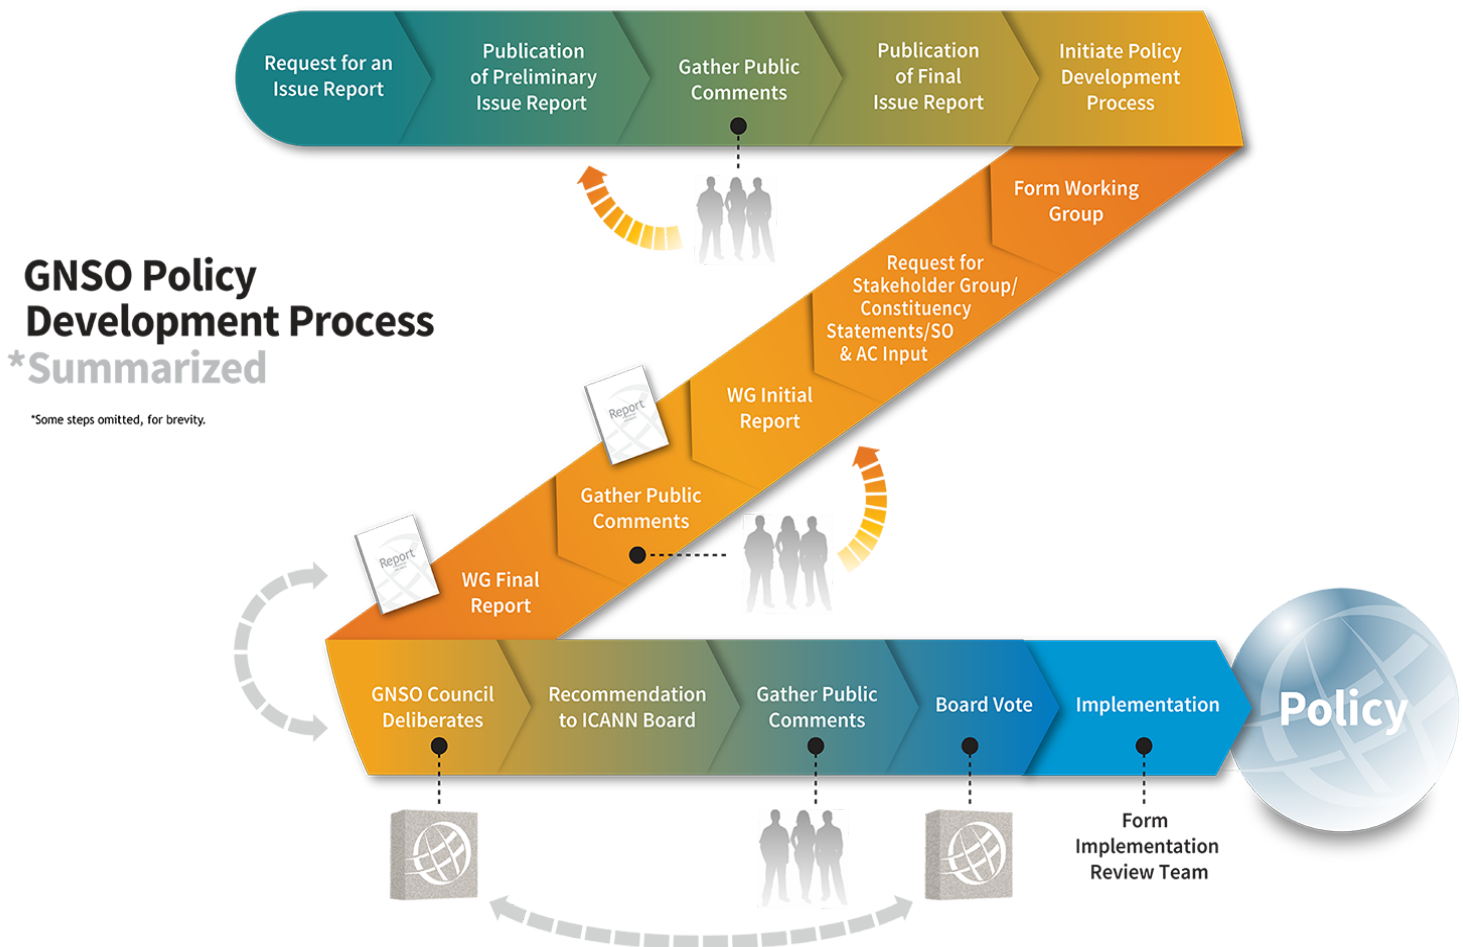 Request for an
Issue Report
Publication
of Preliminary
Issue Report
Gather Public
Comments
Publication
of Final
Issue Report
Initiate Policy
Development
Process
Form Working
Group
Request for
Stakeholder Group/
Constituency
Statements/SO
& AC Input
GNSO Policy
Development Process
*Summarized
*Some steps omitted, for brevity.
WG Initial
Report
Report
Gather Public
Comments
Report
WG Final
Report
GNSO Council
Deliberates
Recommendation
to ICANN Board
Gather Public
Comments
Board Vote
Implementation
Policy
Form
Implementation
Review Team